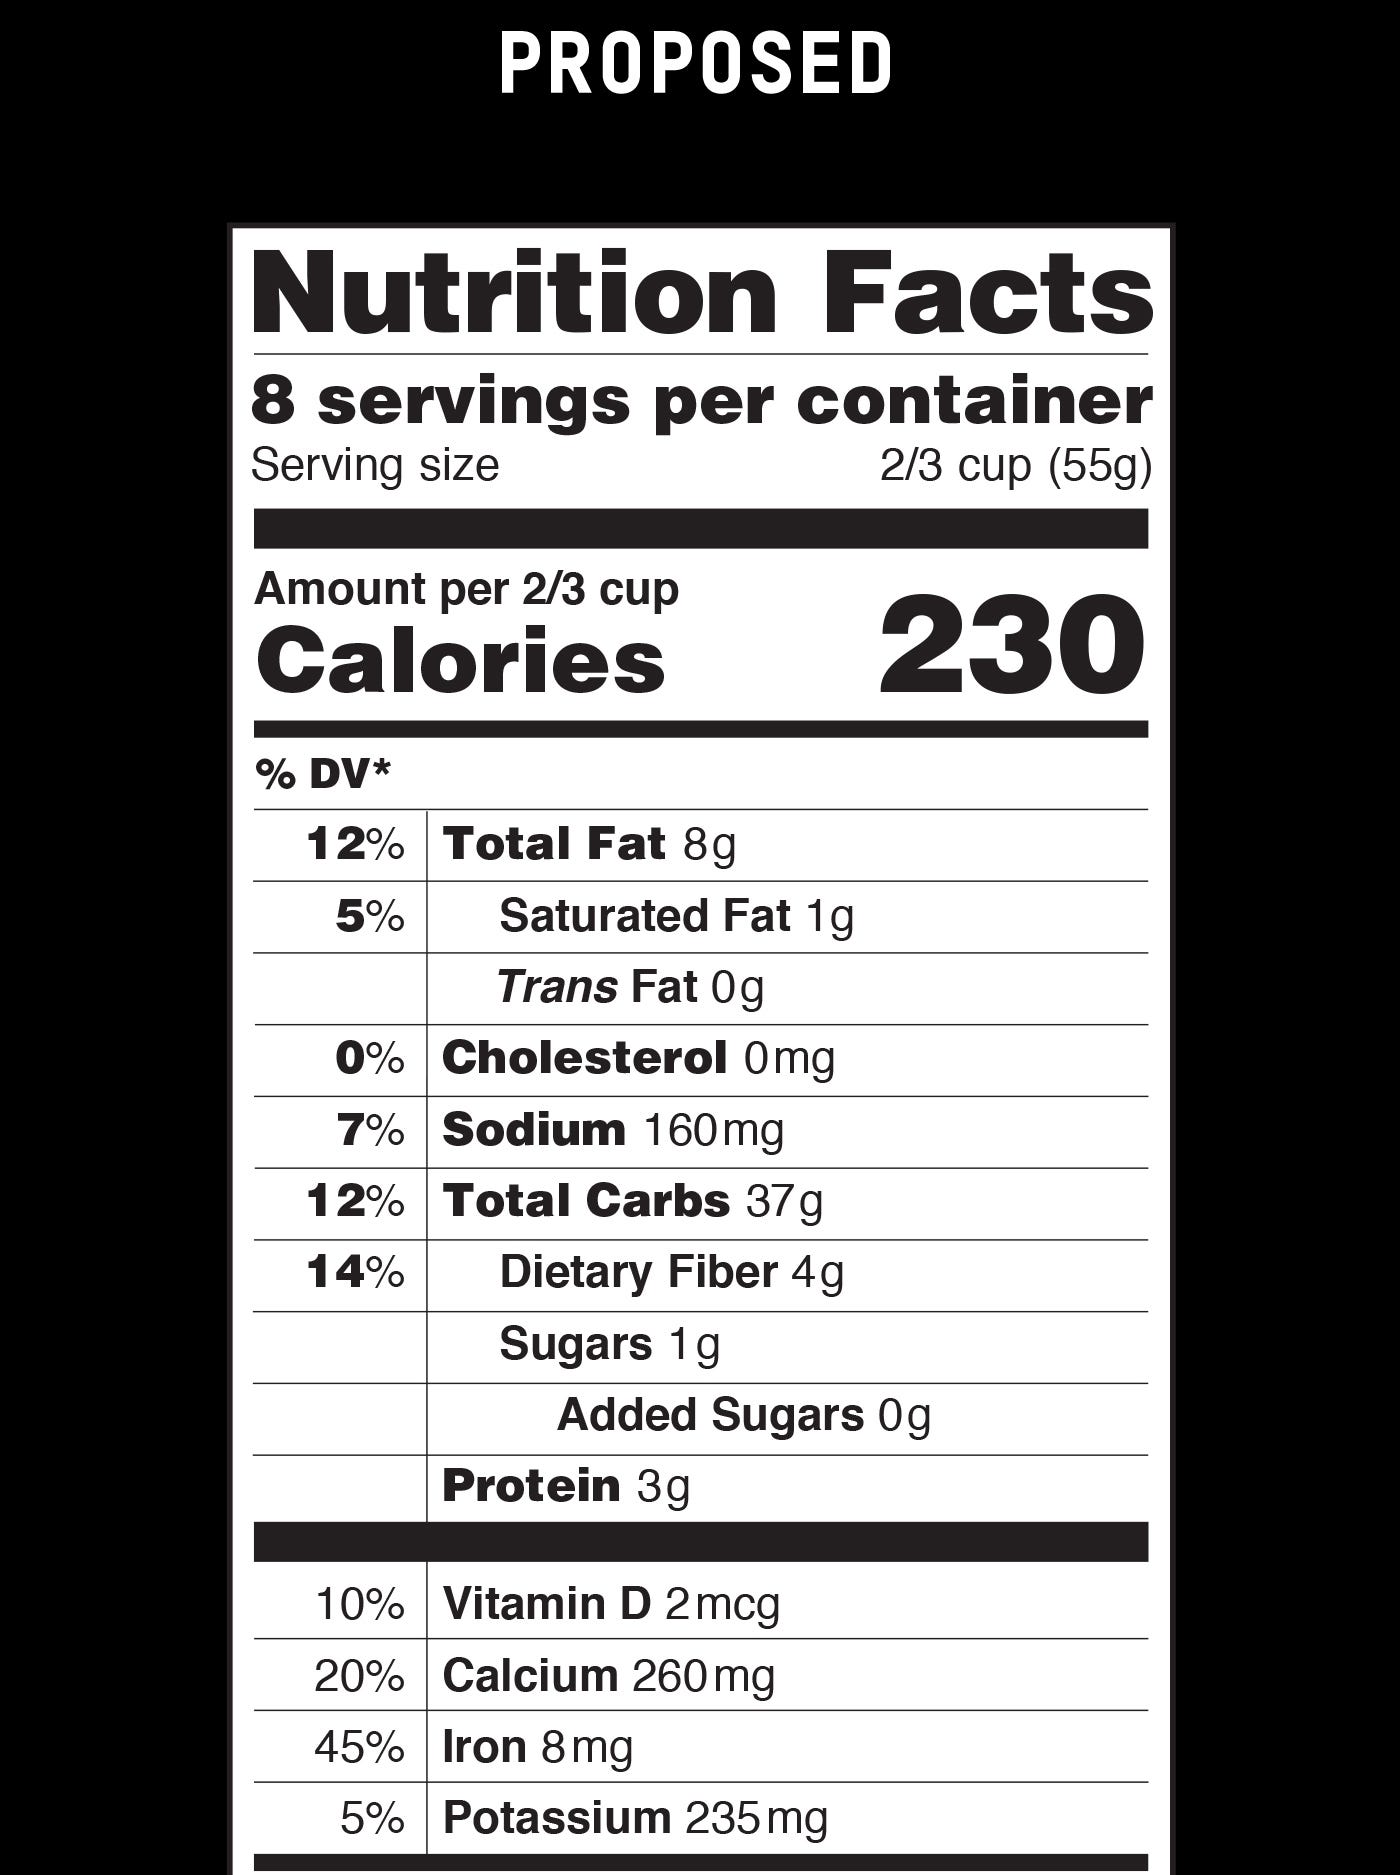 PROPOSED
Nutrition Facts
8 servings per container
Serving size 2/3 cup (55g)
Amount per 2/3 cup
Calories 230
% DV*
12% Total Fat 8g
5% Saturated Fat 1g
Trans Fat 0g
0% Cholesterol 0mg
7% Sodium 160mg
12% Total Carbs 37g
14% Dietary Fiber 4g
Sugars 1g
Added Sugars 0g
Protein 3g
10% Vitamin D 2mcg
20% Calcium 260mg
45% Iron 8mg
5% Potassium 235mg